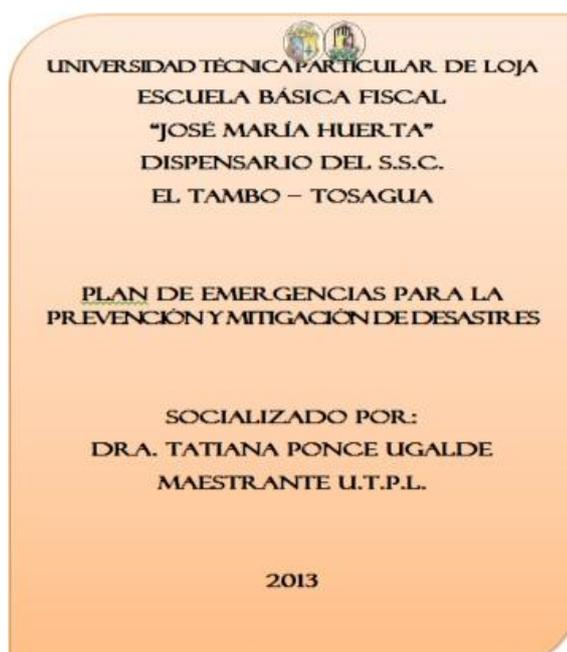 UNIVERSIDAD TÉCNICA PARTICULAR DE LOJA
ESCUELA BÁSICA FISCAL
“JOSÉ MARÍA HUERTA”
DISPENSARIO DEL S.S.C.
EL TAMBO – TOSAGUA
PLAN DE EMERGENCIAS PARA LA
PREVENCIÓN Y MITIGACIÓN DE DESASTRES
SOCIALIZADO POR:
DRA. TATIANA PONCE UGALDE
MAESTRANTE U.T.P.L.
2013